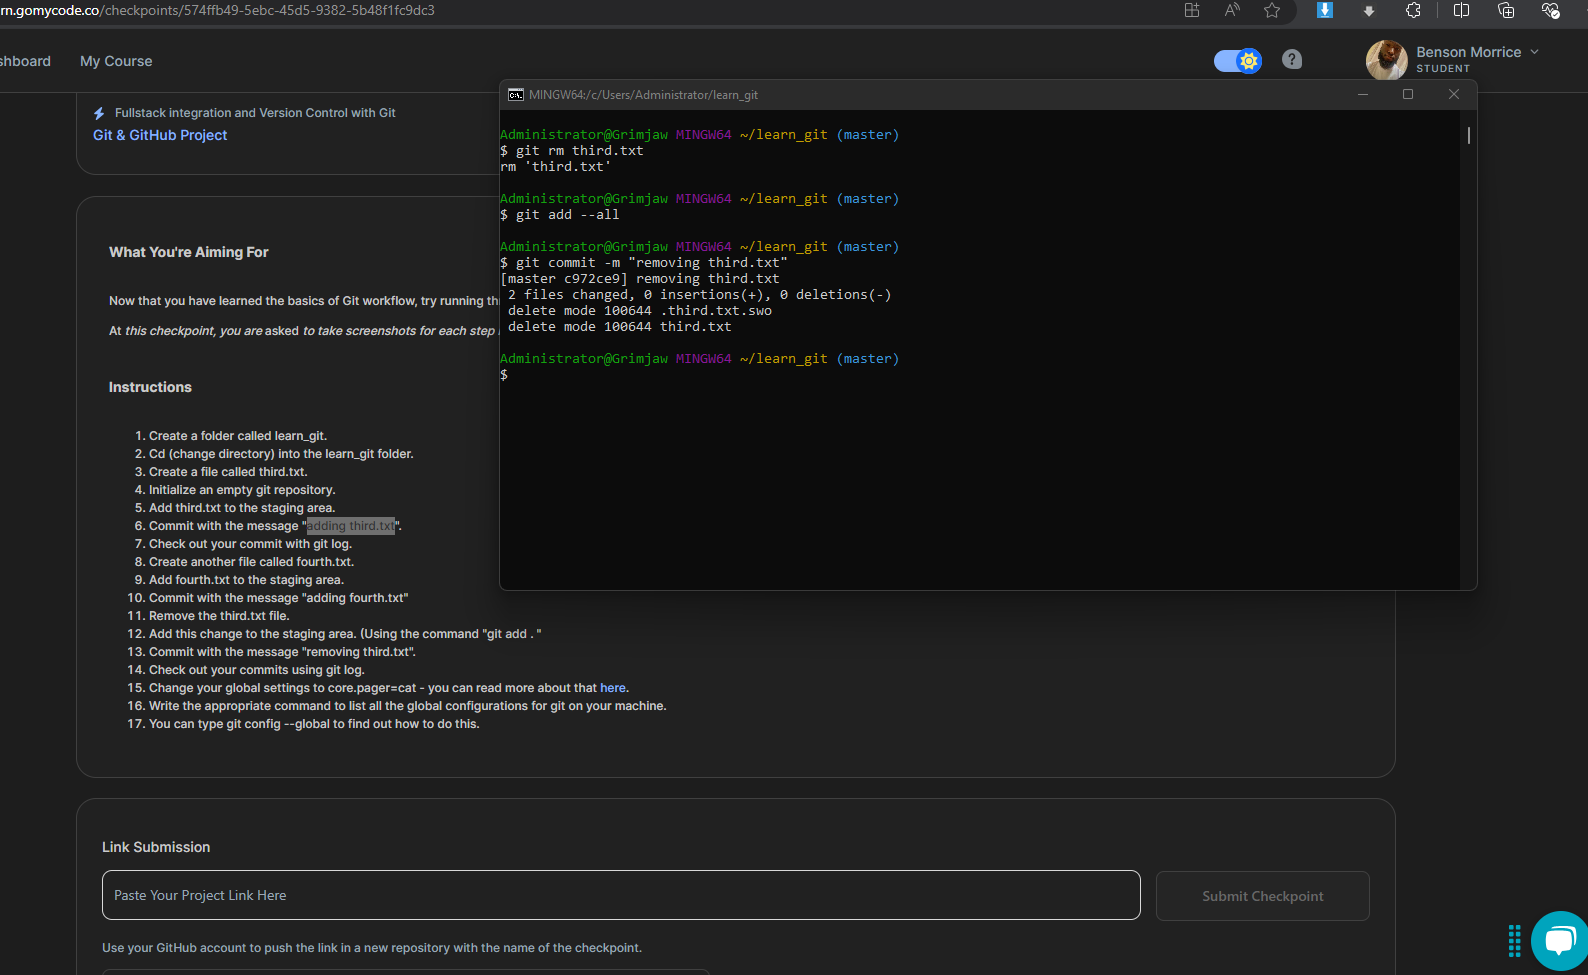 rn.gomycode.co/checkpoints/574ffb49-5ebc-45d5-9382-5b48f1fc9dc3
shboard
My Course
Benson Morrice
STUDENT
Fullstack integration and Version Control with Git
Git & GitHub Project
What You're Aiming For
Now that you have learned the basics of Git workflow, try running th
At this checkpoint, you are asked to take screenshots for each step
Instructions
1. Create a folder called learn_git.
2. Cd (change directory) into the learn_git folder.
3. Create a file called third.txt.
4. Initialize an empty git repository.
5. Add third.txt to the staging area.
6. Commit with the message "adding third.txt".
7. Check out your commit with git log.
8. Create another file called fourth.txt.
9. Add fourth.txt to the staging area.
10. Commit with the message "adding fourth.txt"
11. Remove the third.txt file.
12. Add this change to the staging area. (Using the command "git add . "
13. Commit with the message "removing third.txt".
14. Check out your commits using git log.
15. Change your global settings to core.pager=cat - you can read more about that here.
16. Write the appropriate command to list all the global configurations for git on your machine.
17. You can type git config --global to find out how to do this.
MINGW64:/c/Users/Administrator/learn_git
Administrator@Grimjaw MINGW64 ~/learn_git (master)
$ git rm third.txt
rm 'third.txt'
Administrator@Grimjaw MINGW64 ~/learn_git (master)
$ git add --all
Administrator@Grimjaw MINGW64 ~/learn_git (master)
$ git commit -m "removing third.txt"
[master c972ce9] removing third.txt
2 files changed, 0 insertions(+), 0 deletions(-)
delete mode 100644 .third.txt.swo
delete mode 100644 third.txt
Administrator@Grimjaw MINGW64 ~/learn_git (master)
$
Link Submission
Paste Your Project Link Here
Submit Checkpoint
Use your GitHub account to push the link in a new repository with the name of the checkpoint.